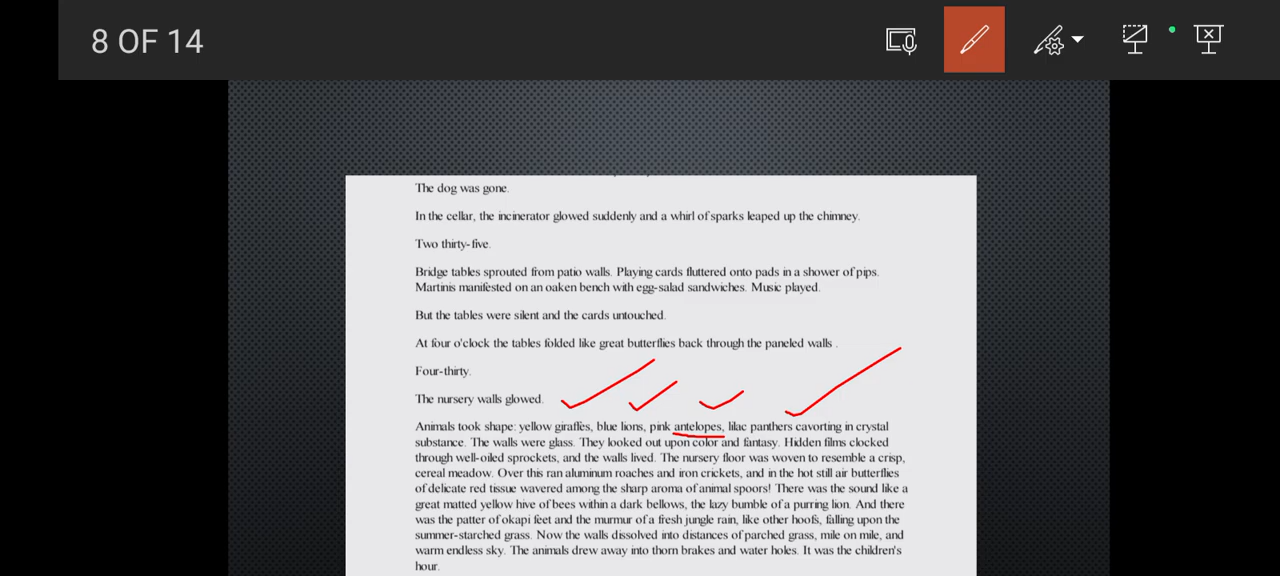 8 OF 14
The dog was gone.
In the cellar, the incinerator glowed suddenly and a whirl of sparks leaped up the chimney.
Two thirty-five.
Bridge tables sprouted from patio walls. Playing cards fluttered onto pads in a shower of pips.
Martinis manifested on an oaken bench with egg-salad sandwiches. Music played.
But the tables were silent and the cards untouched.
At four o'clock the tables folded like great butterflies back through the paneled walls .
Four-thirty.
The nursery walls glowed.
Animals took shape: yellow giraffes, blue lions, pink antelopes, lilac panthers cavorting in crystal
substance. The walls were glass. They looked out upon color and fantasy. Hidden films clocked
through well-oiled sprockets, and the walls lived. The nursery floor was woven to resemble a crisp,
cereal meadow. Over this ran aluminum roaches and iron crickets, and in the hot still air butterflies
of delicate red tissue wavered among the sharp aroma of animal spoors! There was the sound like a
great matted yellow hive of bees within a dark bellows, the lazy bumble of a purring lion. And there
was the patter of okapi feet and the murmur of a fresh jungle rain, like other hoofs, falling upon the
summer-starched grass. Now the walls dissolved into distances of parched grass, mile on mile, and
warm endless sky. The animals drew away into thorn brakes and water holes. It was the children's
hour.